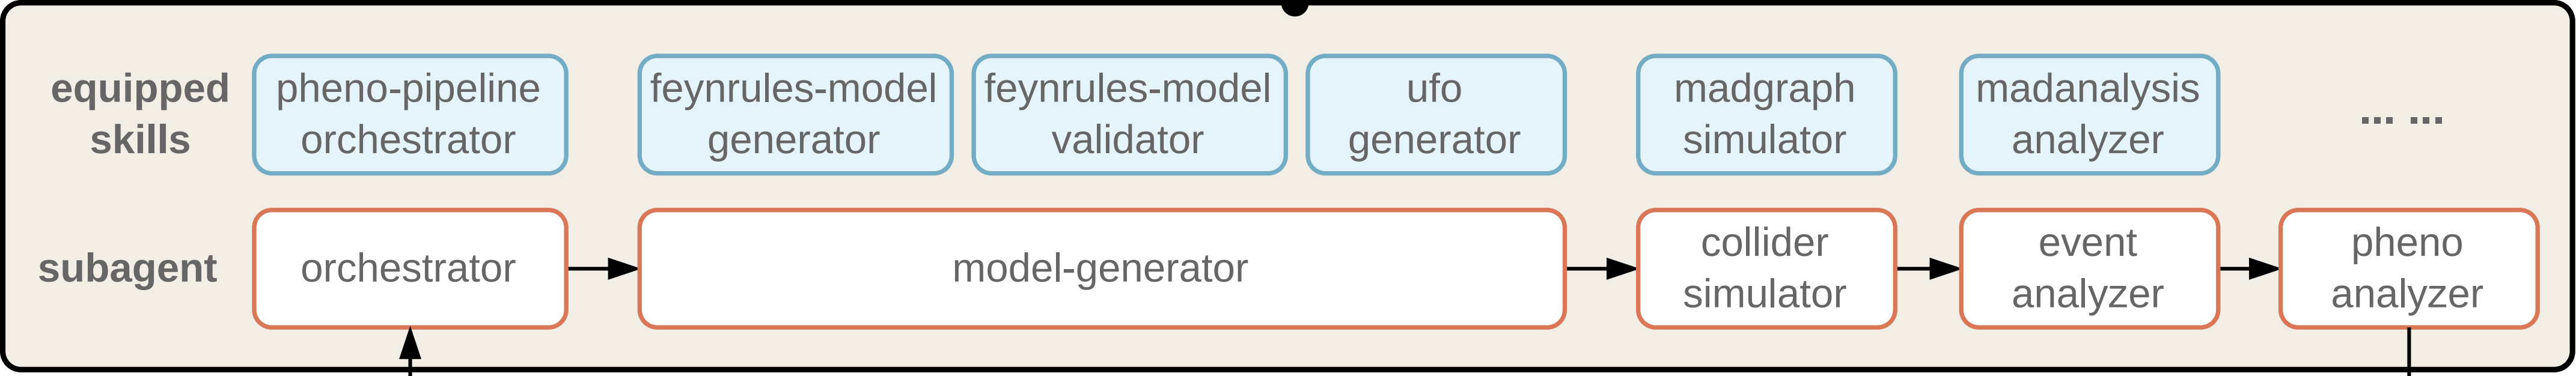 equipped
skills
pheno-pipeline
orchestrator
feynrules-model
generator
feynrules-model
validator
ufo
generator
madgraph
simulator
madanalysis
analyzer
... ...
subagent
orchestrator
model-generator
collider
simulator
event
analyzer
pheno
analyzer